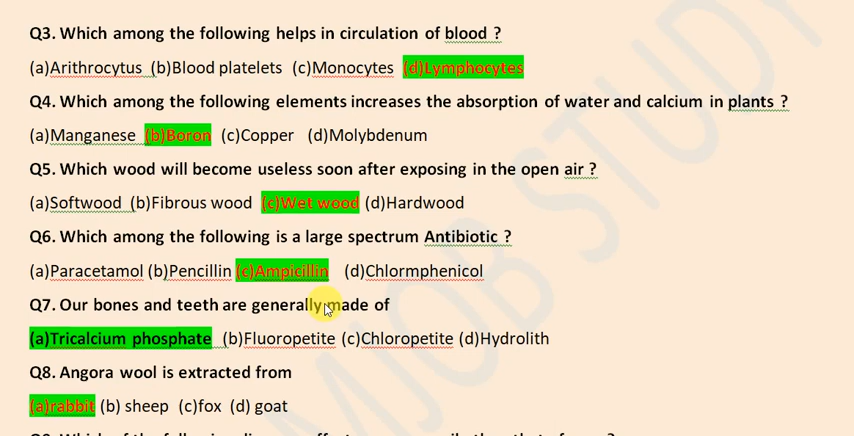 Q3. Which among the following helps in circulation of blood ?
(a)Arithrocytus (b)Blood platelets (c)Monocytes (d)Lymphocytes
Q4. Which among the following elements increases the absorption of water and calcium in plants ?
(a)Manganese (b)Boron (c)Copper (d)Molybdenum
Q5. Which wood will become useless soon after exposing in the open air ?
(a)Softwood (b)Fibrous wood (c)Wet wood (d)Hardwood
Q6. Which among the following is a large spectrum Antibiotic ?
(a)Paracetamol (b)Pencillin (c)Ampicillin (d)Chlormphenicol
Q7. Our bones and teeth are generally made of
(a)Tricalcium phosphate (b)Fluoropetite (c)Chloropetite (d)Hydrolith
Q8. Angora wool is extracted from
(a)rabbit (b) sheep (c)fox (d) goat